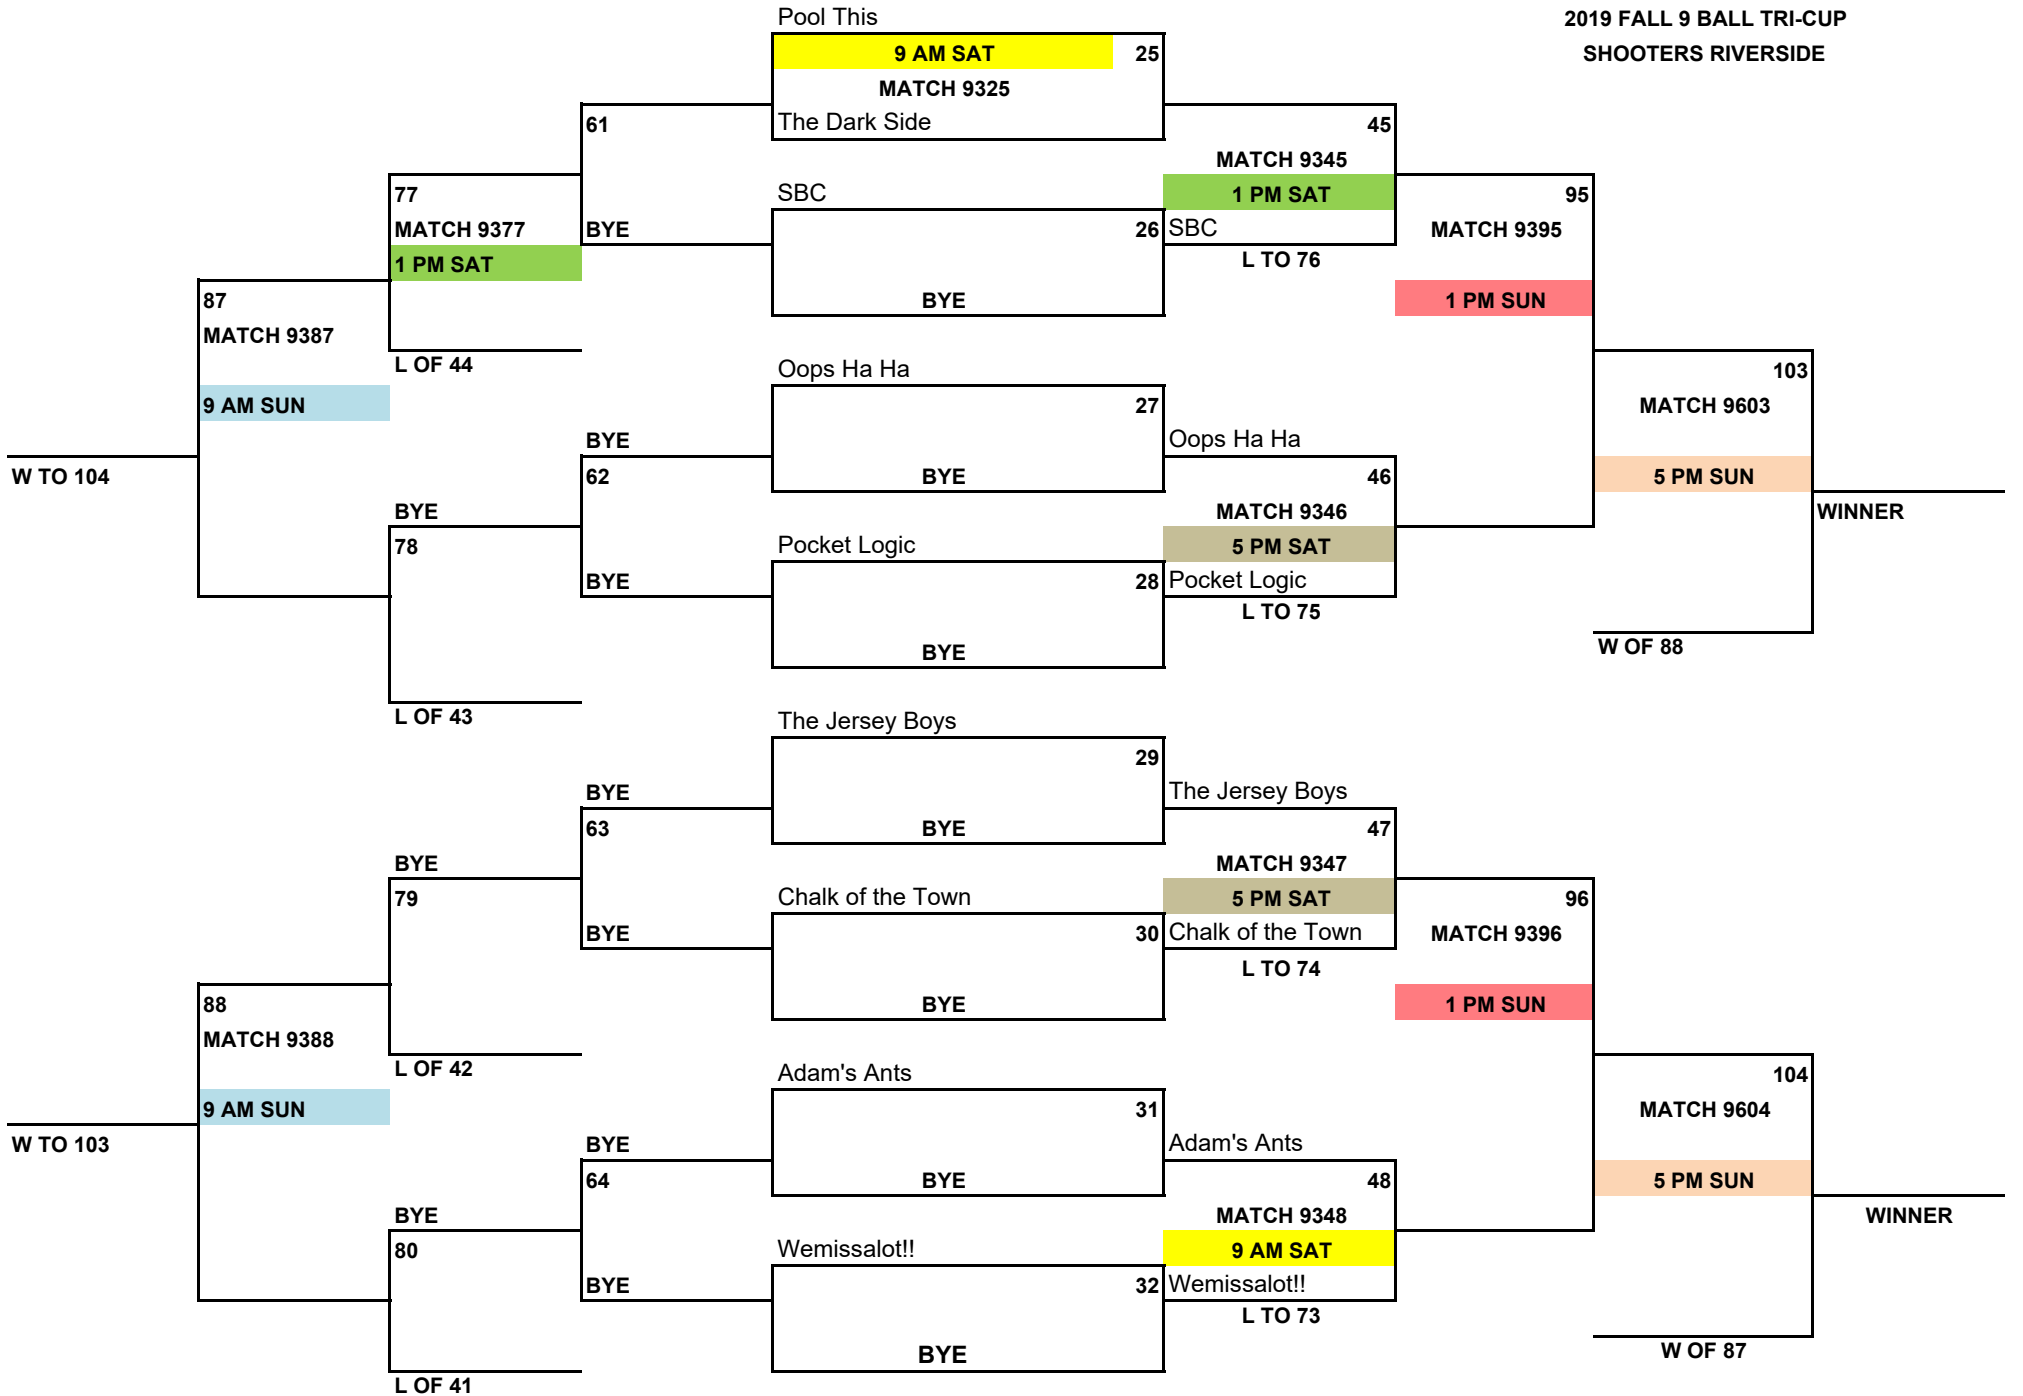 Pool This
2019 FALL 9 BALL TRI-CUP
9 AM SAT
25
SHOOTERS RIVERSIDE
MATCH 9325
61
The Dark Side
45
MATCH 9345
77
SBC
1 PM SAT
95
MATCH 9377
BYE
26
SBC
MATCH 9395
1 PM SAT
L TO 76
87
BYE
1 PM SUN
MATCH 9387
L OF 44
Oops Ha Ha
103
9 AM SUN
27
MATCH 9603
BYE
Oops Ha Ha
W TO 104
62
BYE
46
5 PM SUN
BYE
MATCH 9346
WINNER
78
Pocket Logic
5 PM SAT
BYE
28
Pocket Logic
L TO 75
BYE
W OF 88
L OF 43
The Jersey Boys
29
BYE
The Jersey Boys
63
BYE
47
BYE
MATCH 9347
79
Chalk of the Town
5 PM SAT
96
BYE
30
Chalk of the Town
MATCH 9396
L TO 74
88
BYE
1 PM SUN
MATCH 9388
L OF 42
Adam's Ants
104
9 AM SUN
31
MATCH 9604
W TO 103
BYE
Adam's Ants
64
BYE
48
5 PM SUN
BYE
MATCH 9348
WINNER
80
Wemissalot!!
9 AM SAT
BYE
32
Wemissalot!!
L TO 73
BYE
W OF 87
L OF 41